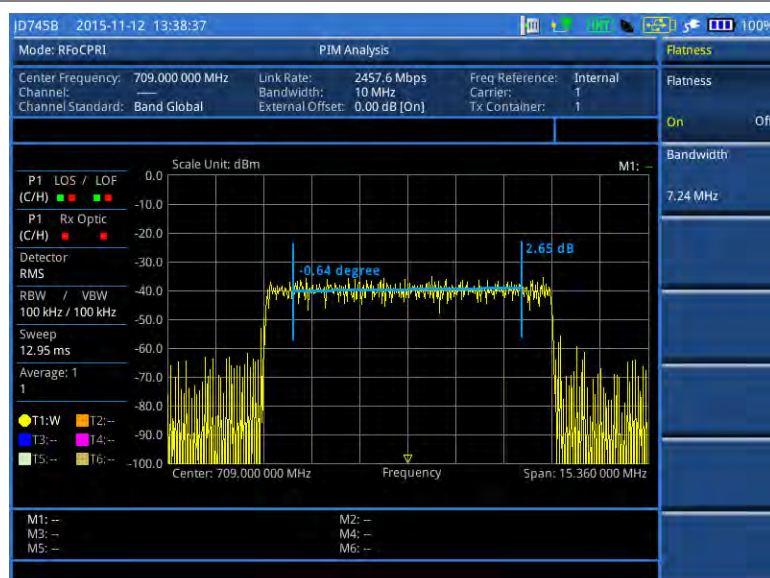 JD745B 2015-11-12 13:38:37 100%
Mode: RFoCPRI PIM Analysis Flatness
Center Frequency: 709.000 000 MHz Link Rate: 2457.6 Mbps Freq Reference: Internal
Channel: ---- Bandwidth: 10 MHz Carrier: 1
Channel Standard: Band Global External Offset: 0.00 dB [On] Tx Container: 1
Flatness
On Off
Bandwidth
7.24 MHz
Scale Unit: dBm M1: --
P1 LOS / LOF
(C/H)
P1 Rx Optic
(C/H)
Detector
RMS
RBW / VBW
100 kHz / 100 kHz
Sweep
12.95 ms
Average: 1
1
T1:W T2:--
T3:-- T4:--
T5:-- T6:--
0.0
-10.0
-20.0
-30.0
-40.0
-50.0
-60.0
-70.0
-80.0
-90.0
-100.0
-0.64 degree
2.65 dB
Center: 709.000 000 MHz Frequency Span: 15.360 000 MHz
M1: -- M2: --
M3: -- M4: --
M5: -- M6: --